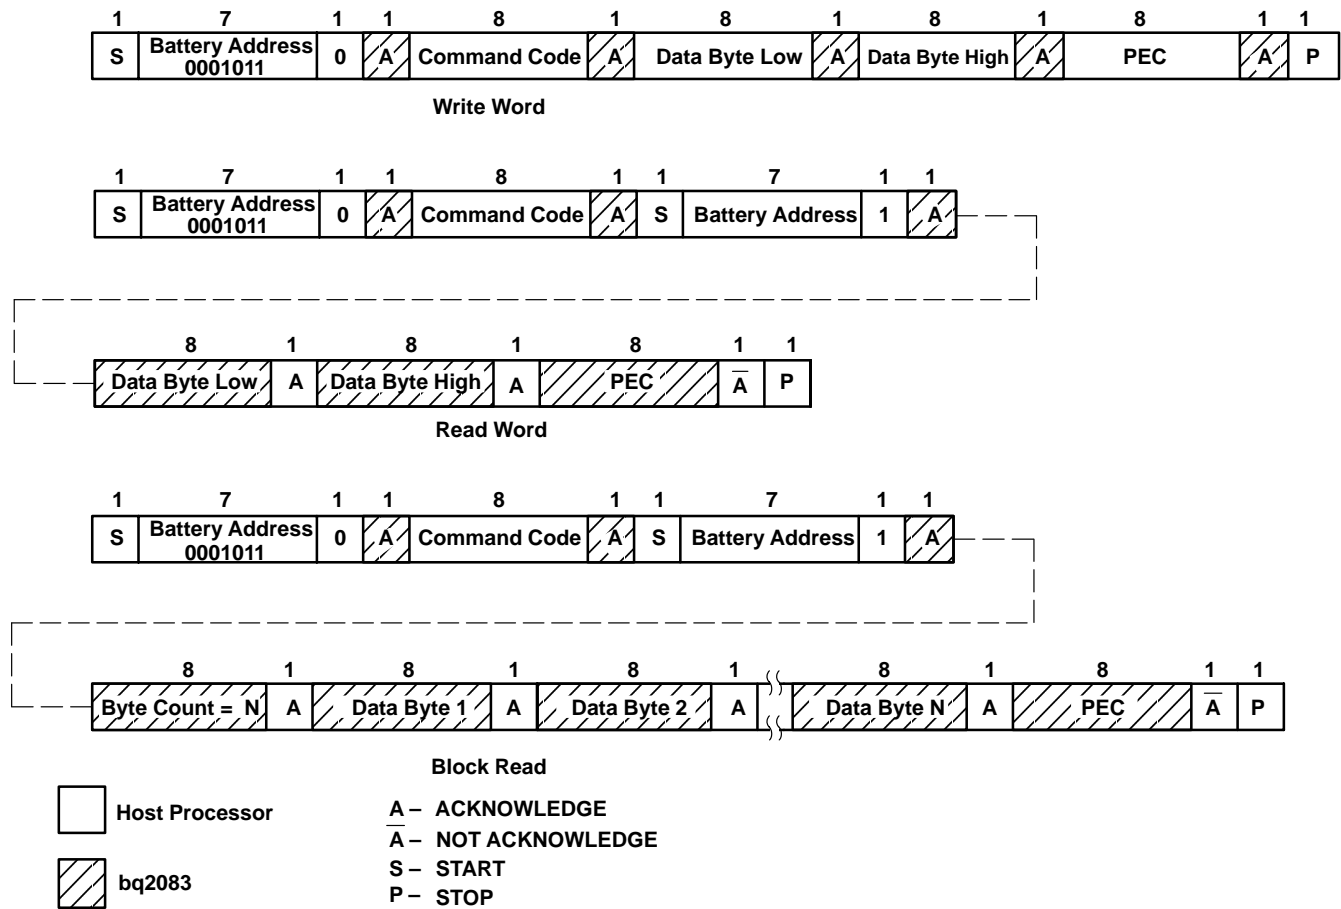 1 7 1 1 8 1 8 1 8 1 8 1 1
S Battery Address 0 A Command Code A Data Byte Low A Data Byte High A PEC A P
0001011
Write Word
1 7 1 1 8 1 1 7 1 1
S Battery Address 0 A Command Code A S Battery Address 1 A
0001011
8 1 8 1 8 1 1
Data Byte Low A Data Byte High A PEC A̅ P
Read Word
1 7 1 1 8 1 1 7 1 1
S Battery Address 0 A Command Code A S Battery Address 1 A
0001011
8 1 8 1 8 1 8 1 8 1 1
Byte Count = N A Data Byte 1 A Data Byte 2 A Data Byte N A PEC A̅ P
Block Read
Host Processor
bq2083
A – ACKNOWLEDGE
A̅ – NOT ACKNOWLEDGE
S – START
P – STOP